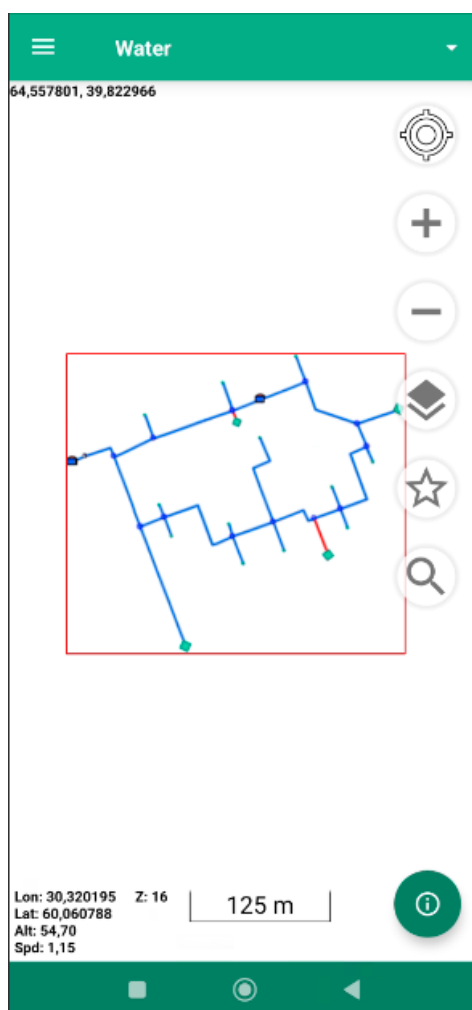 Water
64,557801, 39,822966
Lon: 30,320195 Z: 16
Lat: 60,060788
Alt: 54,70
Spd: 1,15
125 m